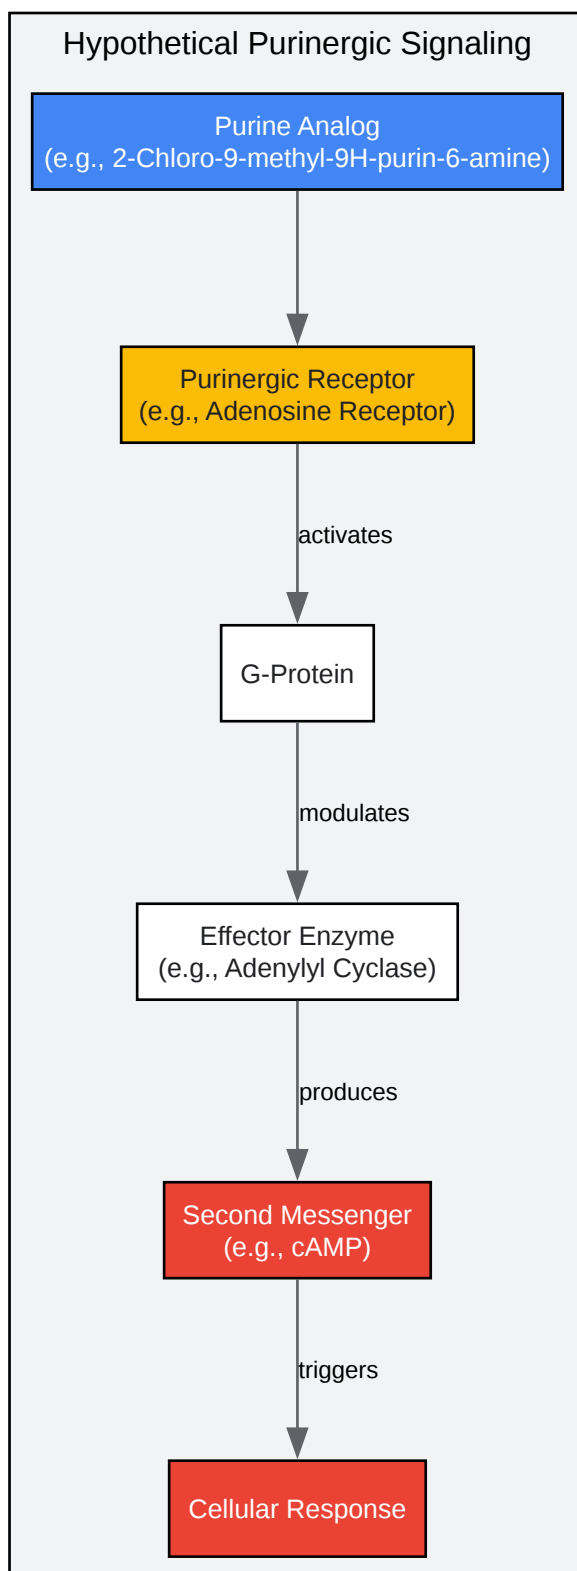 Hypothetical Purinergic Signaling
Purine Analog
(e.g., 2-Chloro-9-methyl-9H-purin-6-amine)
Purinergic Receptor
(e.g., Adenosine Receptor)
activates
G-Protein
modulates
Effector Enzyme
(e.g., Adenylyl Cyclase)
produces
Second Messenger
(e.g., cAMP)
triggers
Cellular Response